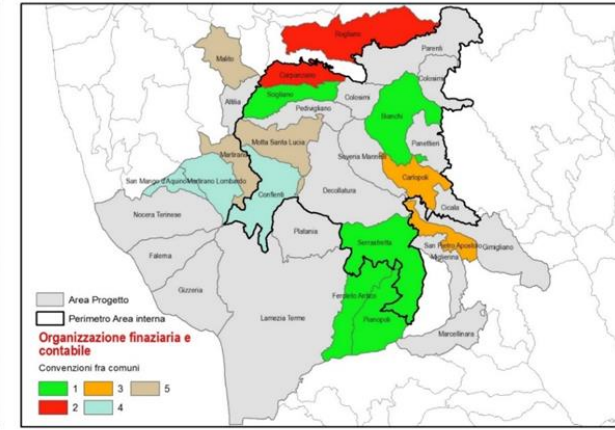 Rogliano
Parenti
Malito
Carpanzano
Colosimi
Scigliano
Altilia
Colosimi
Pedivigliano
Bianchi
Motta Santa Lucia
Panettieri
Martirano
Soveria Mannelli
San Mango d'Aquino
Martirano Lombardo
Carlopoli
Conflenti
Decollatura
Cicala
Nocera Terinese
Platania
Serrastretta
San Pietro Apostolo
Gimigliano
Miglierina
Falerna
Gizzeria
Feroleto Antico
Lamezia Terme
Pianopoli
Marcellinara
Area Progetto
Perimetro Area interna
Organizzazione finaziaria e
contabile
Convenzioni fra comuni
1 3 5
2 4